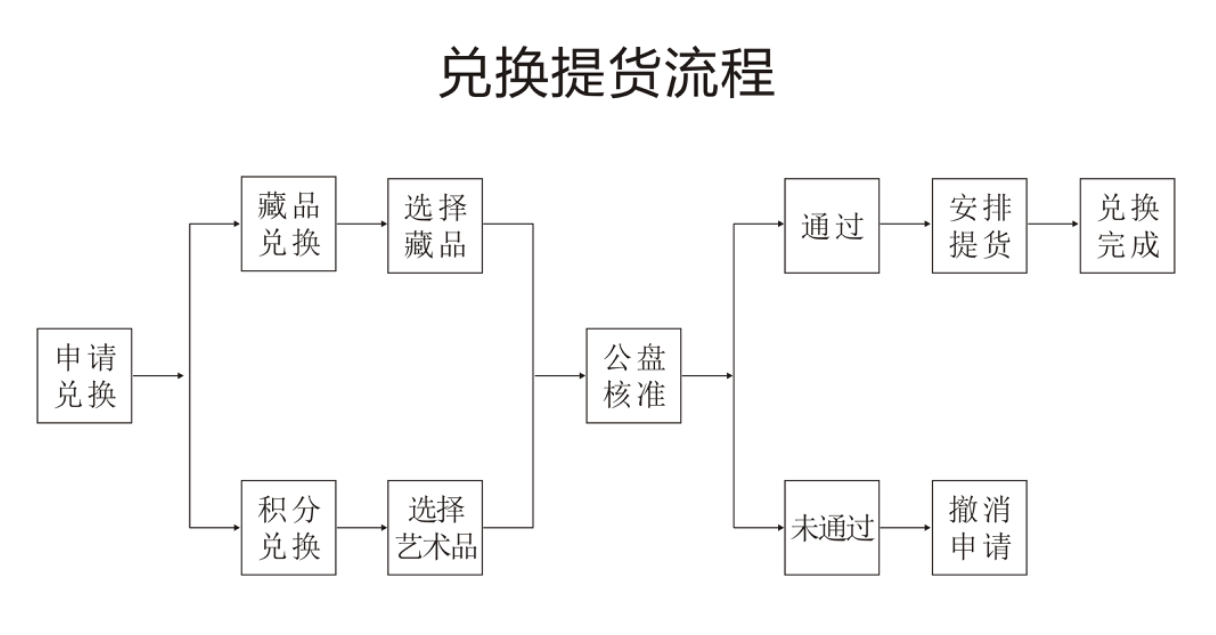 兑换提货流程
申请
兑换
藏品
兑换
选择
藏品
积分
兑换
选择
艺术品
公盘
核准
通过
安排
提货
兑换
完成
未通过
撤消
申请